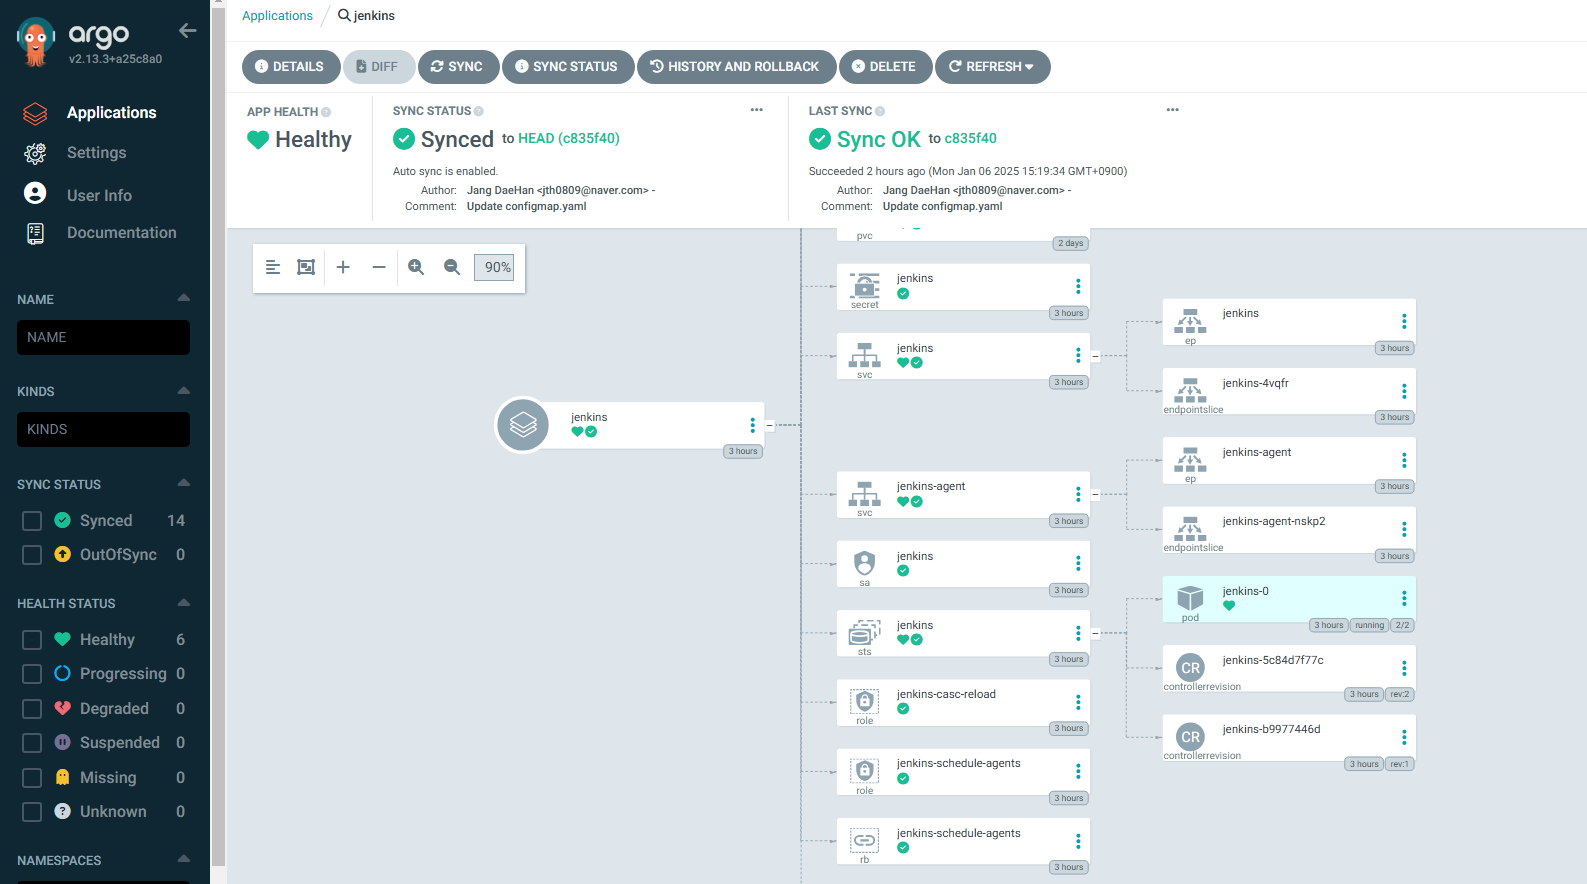 argo
v2.13.3+a25c8a0
Applications
Settings
User Info
Documentation
NAME
NAME
KINDS
KINDS
SYNC STATUS
Synced 14
OutOfSync 0
HEALTH STATUS
Healthy 6
Progressing 0
Degraded 0
Suspended 0
Missing 0
Unknown 0
NAMESPACES
Applications / jenkins
DETAILS DIFF SYNC SYNC STATUS HISTORY AND ROLLBACK DELETE REFRESH
APP HEALTH
Healthy
SYNC STATUS
Synced to HEAD (c835f40)
Auto sync is enabled.
Author: Jang DaeHan <jth0809@naver.com> -
Comment: Update configmap.yaml
LAST SYNC
Sync OK to c835f40
Succeeded 2 hours ago (Mon Jan 06 2025 15:19:34 GMT+0900)
Author: Jang DaeHan <jth0809@naver.com> -
Comment: Update configmap.yaml
90%
jenkins
3 hours
pvc
2 days
jenkins
secret
3 hours
jenkins
svc
3 hours
jenkins-agent
svc
3 hours
jenkins
sa
3 hours
jenkins
sts
3 hours
jenkins-casc-reload
role
3 hours
jenkins-schedule-agents
role
3 hours
jenkins-schedule-agents
rb
3 hours
jenkins
ep
3 hours
jenkins-4vqfr
endpointslice
3 hours
jenkins-agent
ep
3 hours
jenkins-agent-nskp2
endpointslice
3 hours
jenkins-0
pod
3 hours running 2/2
CR
jenkins-5c84d7f77c
controllerrevision
3 hours rev:2
CR
jenkins-b9977446d
controllerrevision
3 hours rev:1